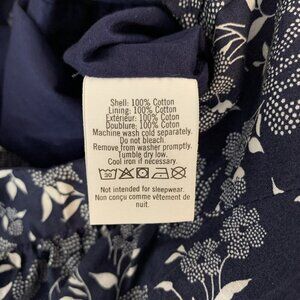 Shell: 100% Cotton
Lining: 100% Cotton
Extérieur: 100% Coton
Doublure: 100% Coton
Machine wash cold separately.
Do not bleach.
Remove from washer promptly.
Tumble dry low.
Cool iron if necessary.
Not intended for sleepwear.
Non conçu comme vêtement de
nuit.